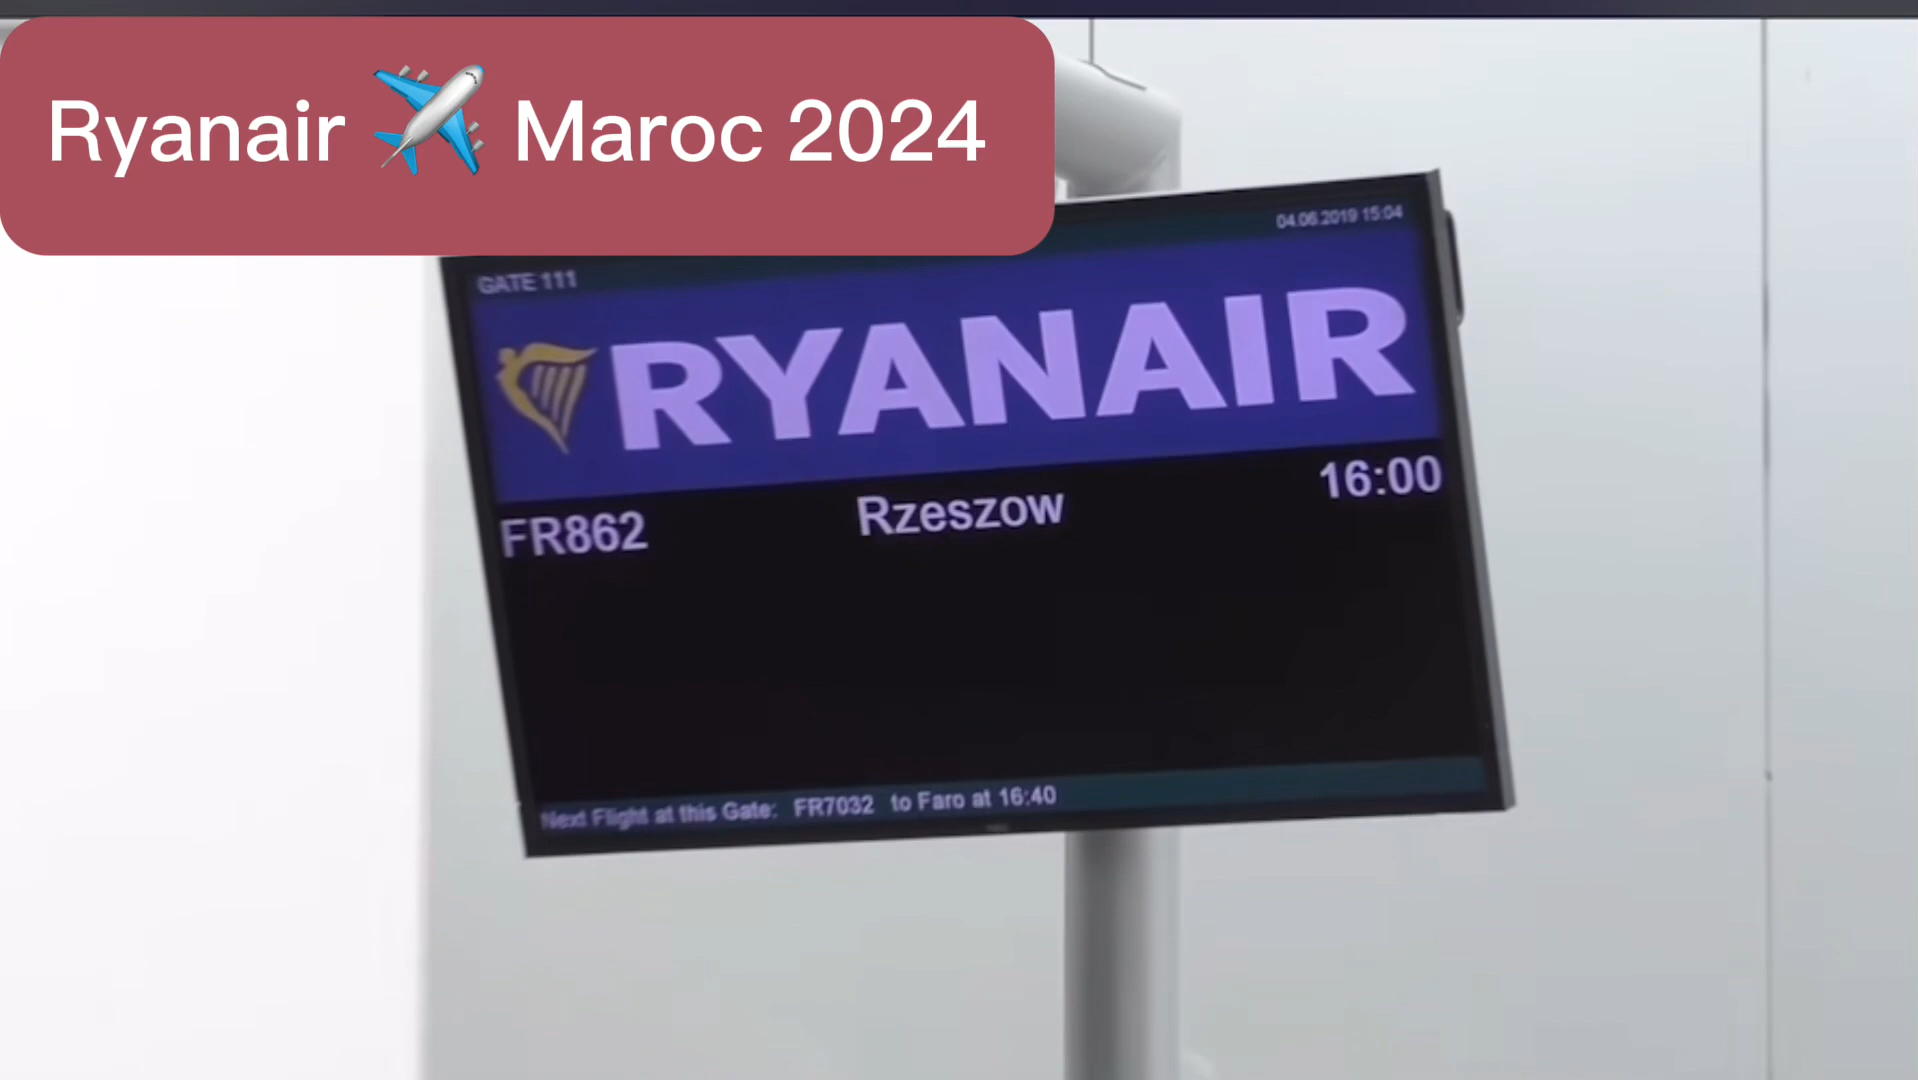 Ryanair ✈️ Maroc 2024
04.06.2019 15:04
GATE 111
RYANAIR
FR862 Rzeszow 16:00
Next Flight at this Gate: FR7032 to Faro at 16:40